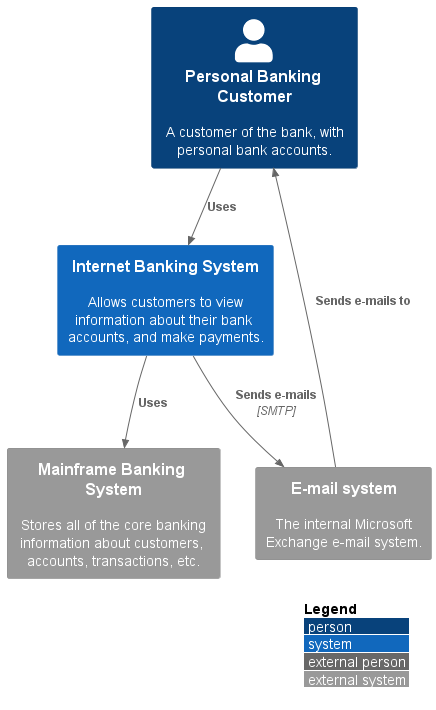 Personal Banking
Customer
A customer of the bank, with
personal bank accounts.
Uses
Internet Banking System
Allows customers to view
information about their bank
accounts, and make payments.
Sends e-mails to
Uses
Sends e-mails
[SMTP]
Mainframe Banking
System
Stores all of the core banking
information about customers,
accounts, transactions, etc.
E-mail system
The internal Microsoft
Exchange e-mail system.
Legend
person
system
external person
external system